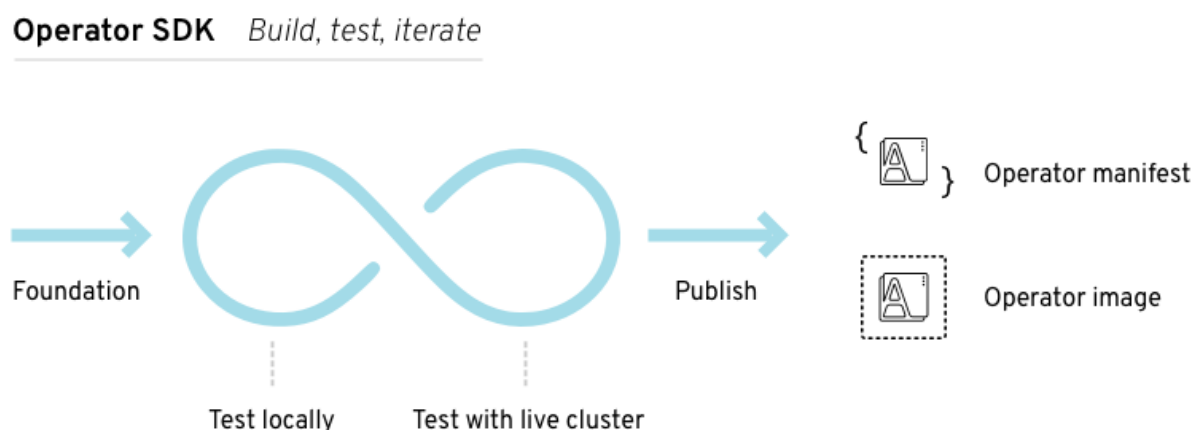 Operator SDK Build, test, iterate
{
}
Operator manifest
Foundation
Publish
Operator image
Test locally
Test with live cluster